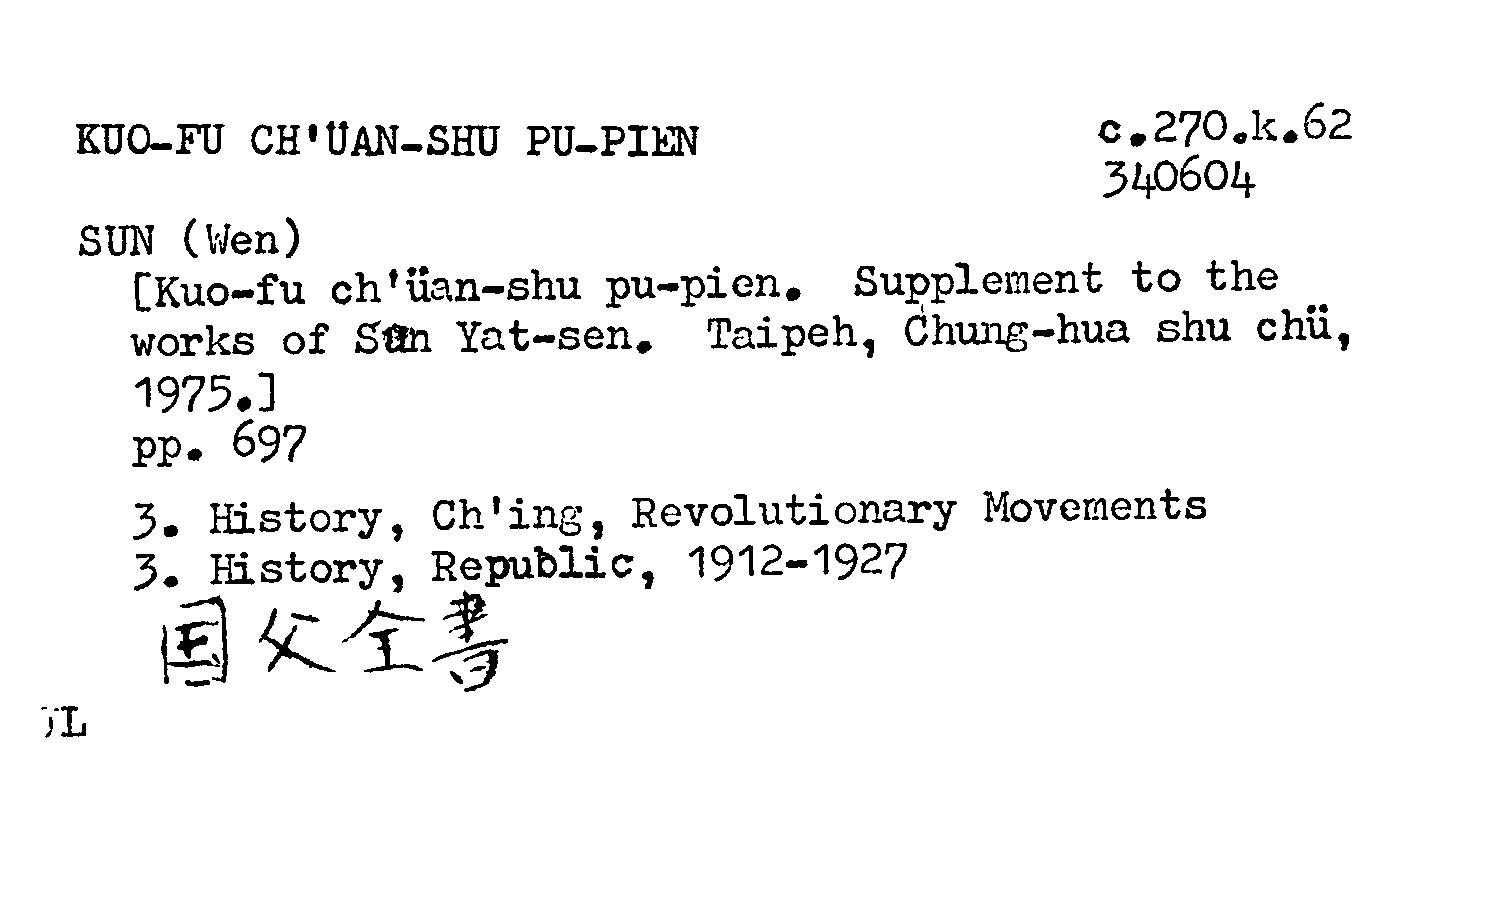 KUO-FU CH'ÜAN-SHU PU-PIEN
c.270.k.62
340604
SUN (Wen)
[Kuo-fu ch'üan-shu pu-pien. Supplement to the
works of Sun Yat-sen. Taipeh, Chung-hua shu chü,
1975.]
pp. 697
3. History, Ch'ing, Revolutionary Movements
3. History, Republic, 1912-1927
国父全書